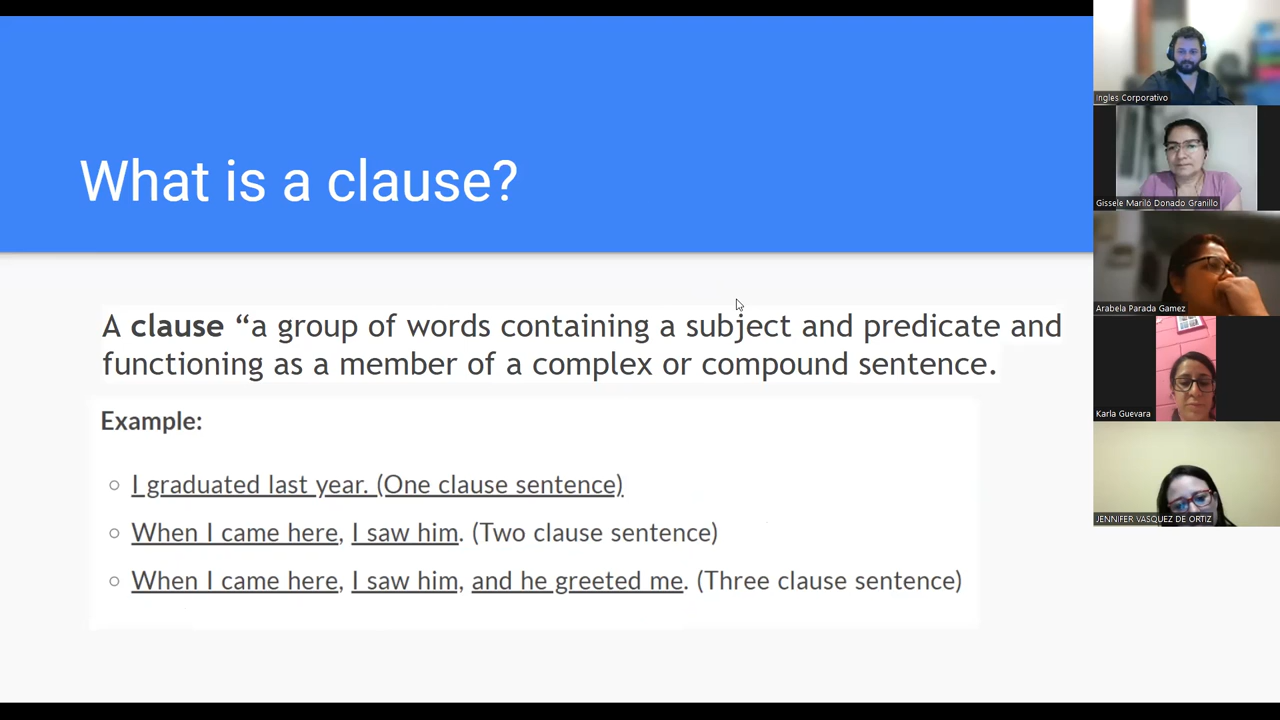 What is a clause?
A clause “a group of words containing a subject and predicate and
functioning as a member of a complex or compound sentence.
Example:
I graduated last year. (One clause sentence)
When I came here, I saw him. (Two clause sentence)
When I came here, I saw him, and he greeted me. (Three clause sentence)
Ingles Corporativo
Gissele Mariló Donado Granillo
Arabela Parada Gamez
Karla Guevara
JENNIFER VASQUEZ DE ORTIZ